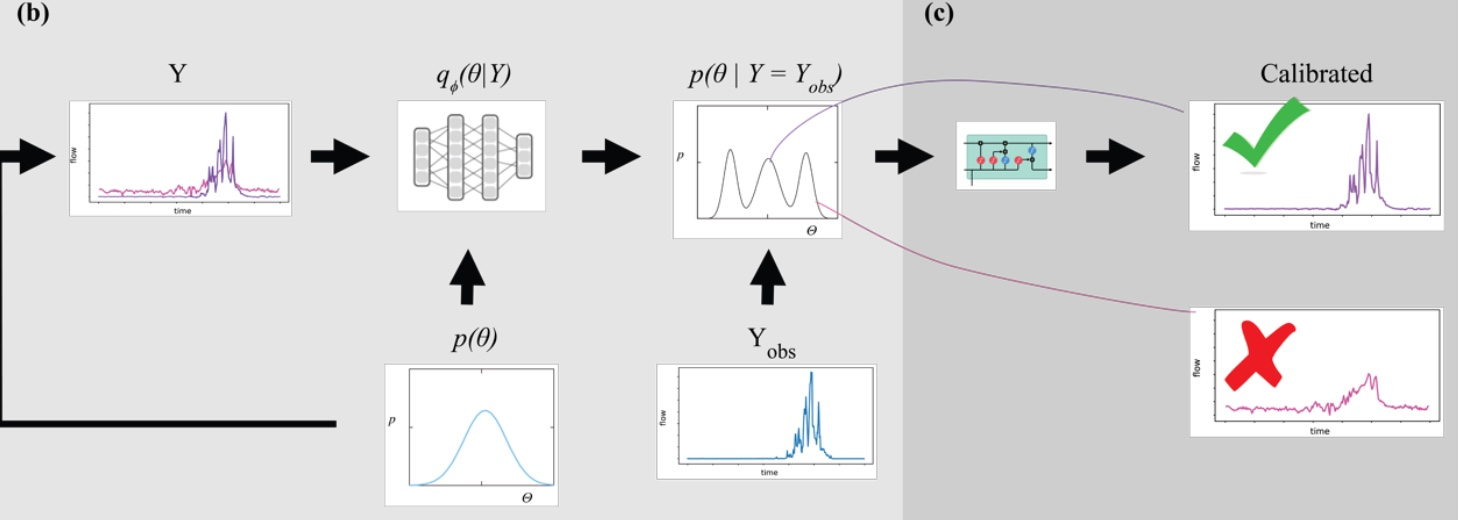 (b)
(c)
Y
qϕ(θ|Y)
p(θ | Y = Yobs)
Calibrated
flow
time
p
Θ
flow
time
p(θ)
Yobs
p
Θ
flow
time
flow
time